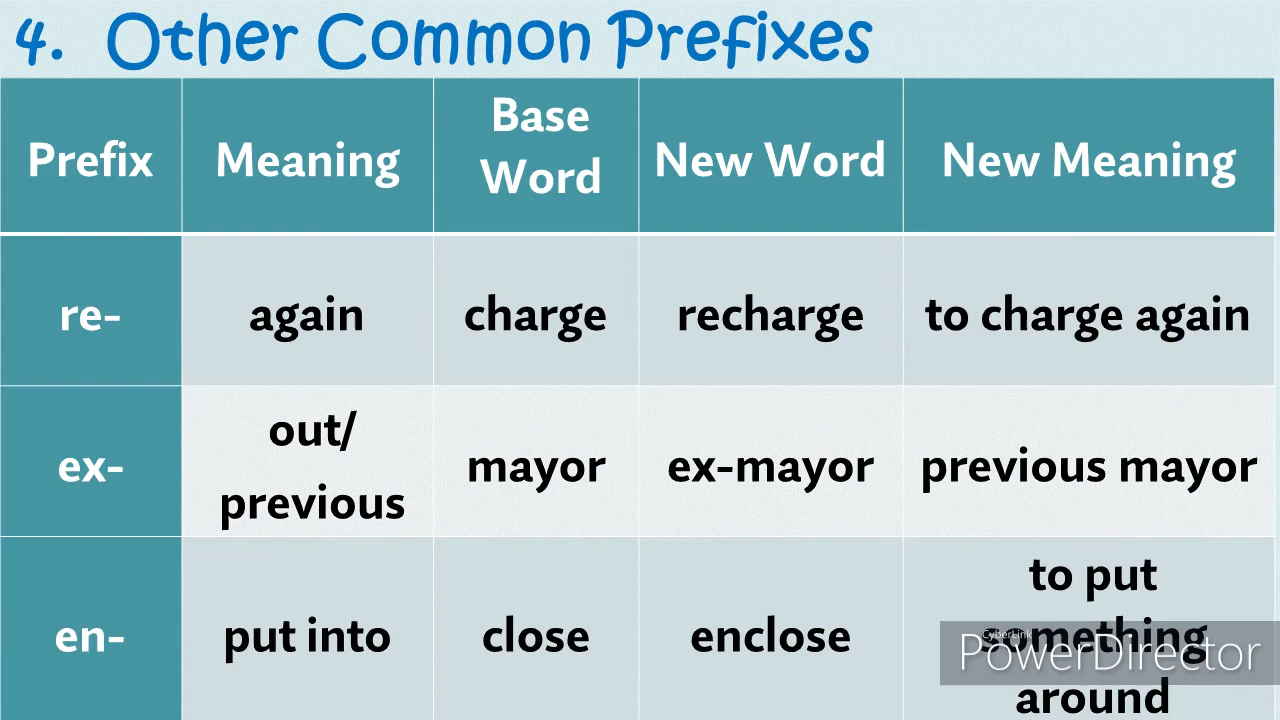 4. Other Common Prefixes
Prefix Meaning Base Word New Word New Meaning
re- again charge recharge to charge again
ex- out/ previous mayor ex-mayor previous mayor
en- put into close enclose to put something around
CyberLink
PowerDirector